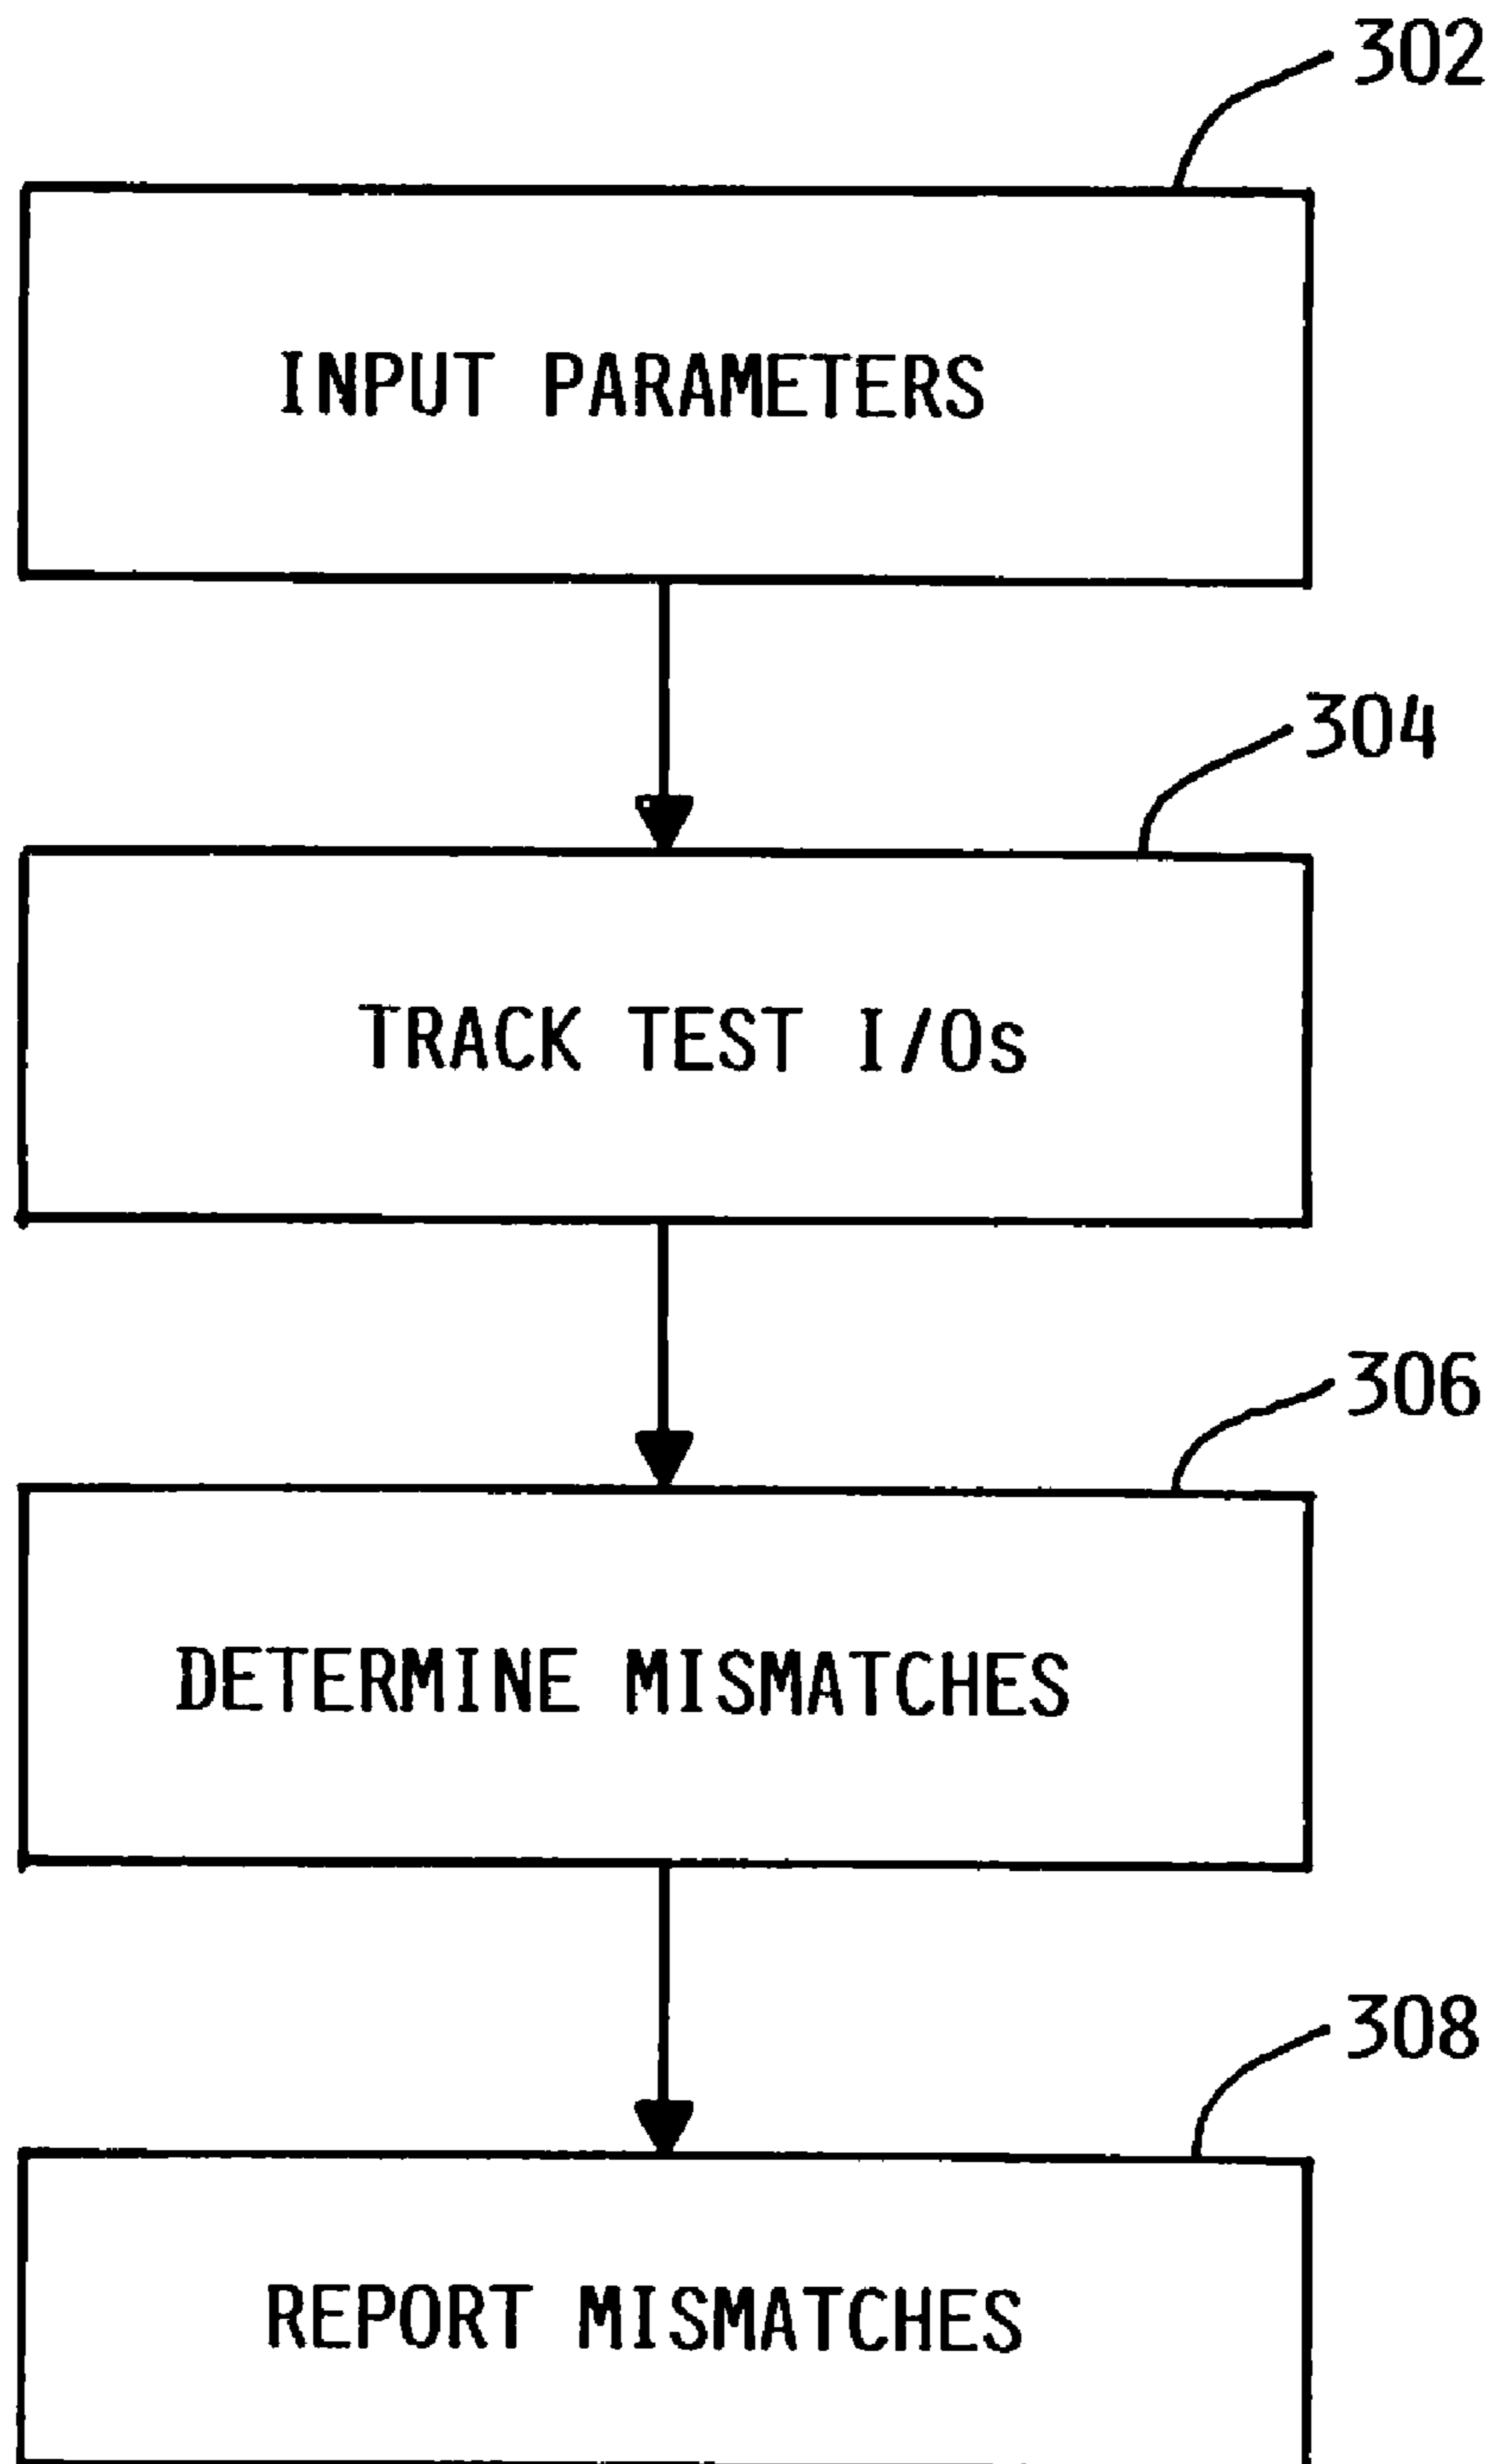 302
INPUT PARAMETERS
304
TRACK TEST I/Os
306
DETERMINE MISMATCHES
308
REPORT MISMATCHES